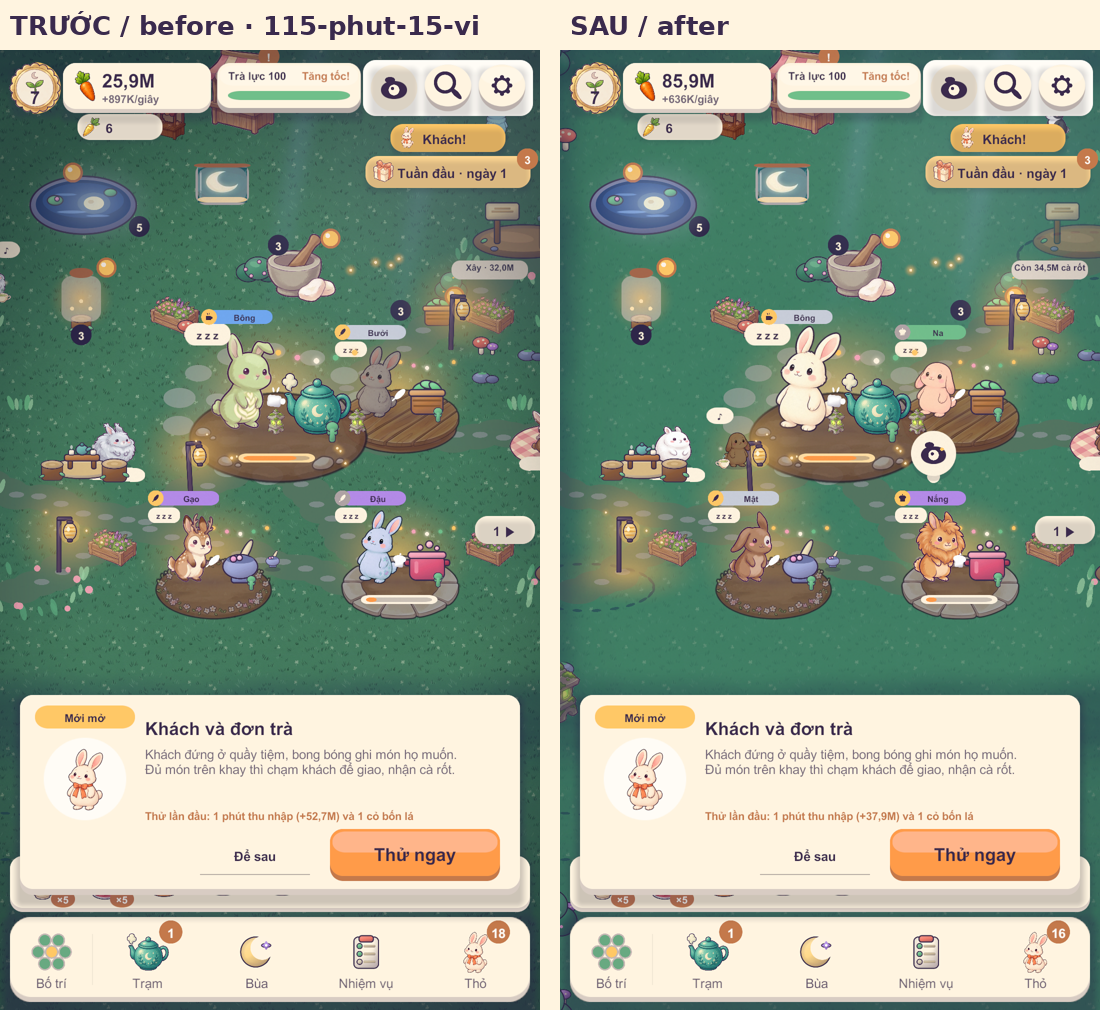 TRƯỚC / before · 115-phut-15-vi
7
25,9M
+897K/giây
Trà lực 100
Tăng tốc!
!
6
Khách!
Tuần đầu · ngày 1
3
5
♪
3
Xây · 32,0M
3
3
Bông
z z z
Bưởi
z z z
Gạo
z z z
Đậu
z z z
1
Mới mở
Khách và đơn trà
Khách đứng ở quầy tiệm, bong bóng ghi món họ muốn.
Đủ món trên khay thì chạm khách để giao, nhận cà rốt.
Thử lần đầu: 1 phút thu nhập (+52,7M) và 1 cỏ bốn lá
Để sau
Thử ngay
×5
×5
Bố trí
1
Trạm
Bùa
Nhiệm vụ
18
Thỏ
SAU / after
7
85,9M
+636K/giây
Trà lực 100
Tăng tốc!
!
6
Khách!
Tuần đầu · ngày 1
3
5
3
Còn 34,5M cà rốt
3
3
Bông
z z z
Na
z z z
♪
Mật
z z z
Nắng
z z z
1
Mới mở
Khách và đơn trà
Khách đứng ở quầy tiệm, bong bóng ghi món họ muốn.
Đủ món trên khay thì chạm khách để giao, nhận cà rốt.
Thử lần đầu: 1 phút thu nhập (+37,9M) và 1 cỏ bốn lá
Để sau
Thử ngay
×5
×5
Bố trí
1
Trạm
Bùa
Nhiệm vụ
16
Thỏ